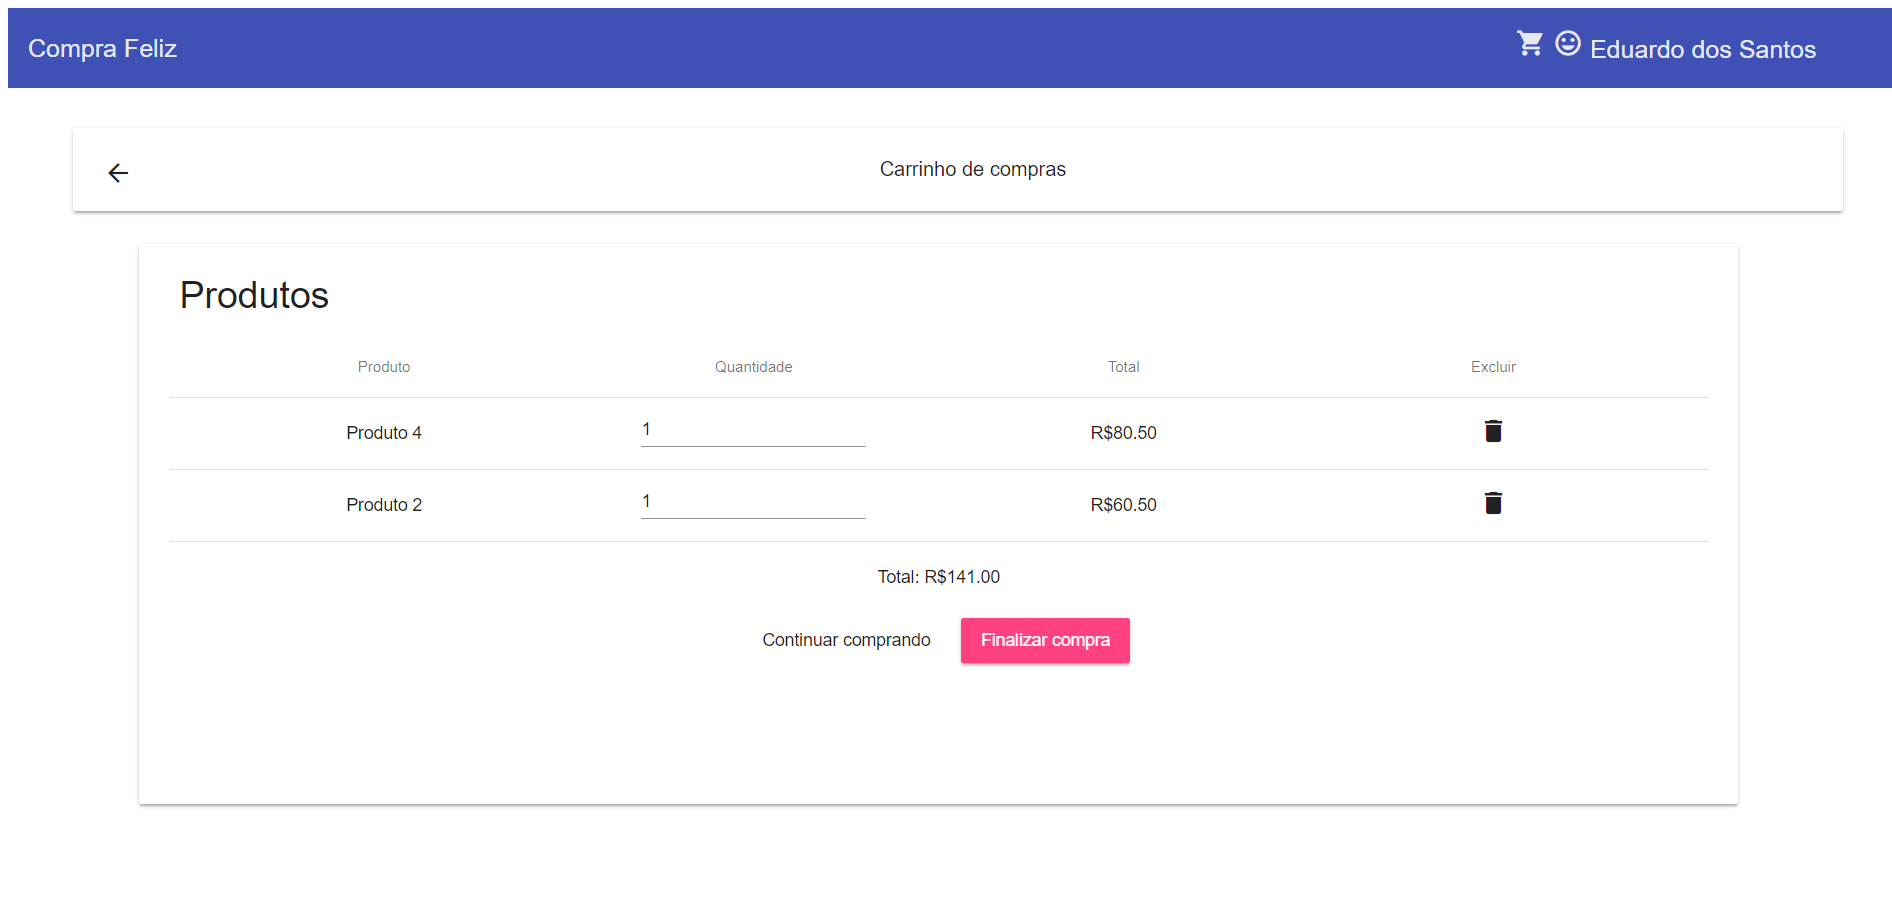 Compra Feliz
Eduardo dos Santos
Carrinho de compras
Produtos
Produto Quantidade Total Excluir
Produto 4 1 R$80.50
Produto 2 1 R$60.50
Total: R$141.00
Continuar comprando Finalizar compra